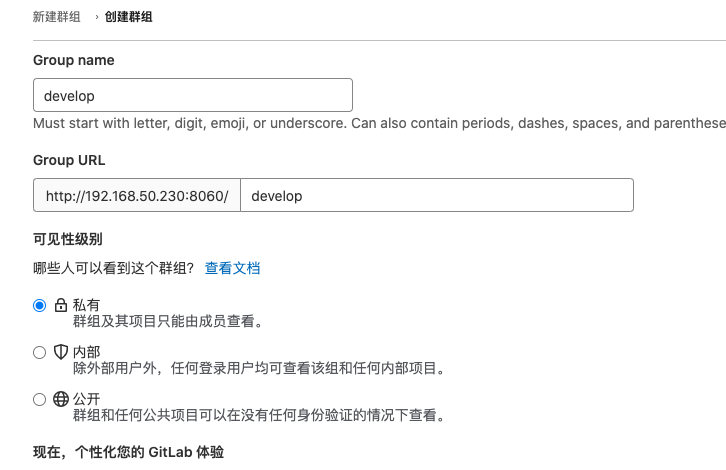 新建群组 › 创建群组
Group name
develop
Must start with letter, digit, emoji, or underscore. Can also contain periods, dashes, spaces, and parenthese
Group URL
http://192.168.50.230:8060/ develop
可见性级别
哪些人可以看到这个群组? 查看文档
私有
群组及其项目只能由成员查看。
内部
除外部用户外，任何登录用户均可查看该组和任何内部项目。
公开
群组和任何公共项目可以在没有任何身份验证的情况下查看。
现在，个性化您的 GitLab 体验